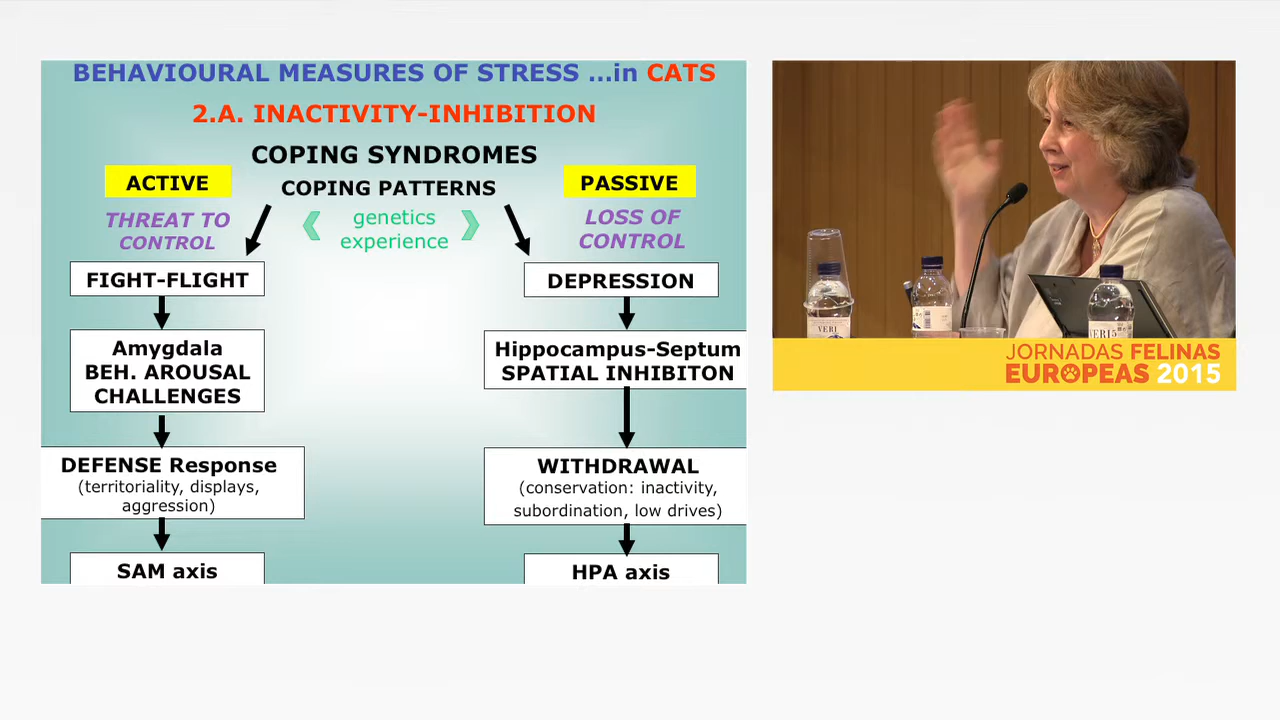 BEHAVIOURAL MEASURES OF STRESS ...in CATS
2.A. INACTIVITY-INHIBITION
COPING SYNDROMES
ACTIVE
COPING PATTERNS
PASSIVE
THREAT TO
CONTROL
genetics
experience
LOSS OF
CONTROL
FIGHT-FLIGHT
DEPRESSION
Amygdala
BEH. AROUSAL
CHALLENGES
Hippocampus-Septum
SPATIAL INHIBITON
DEFENSE Response
(territoriality, displays,
aggression)
WITHDRAWAL
(conservation: inactivity,
subordination, low drives)
SAM axis
HPA axis
VERI
VERI
JORNADAS FELINAS
EUROPEAS 2015